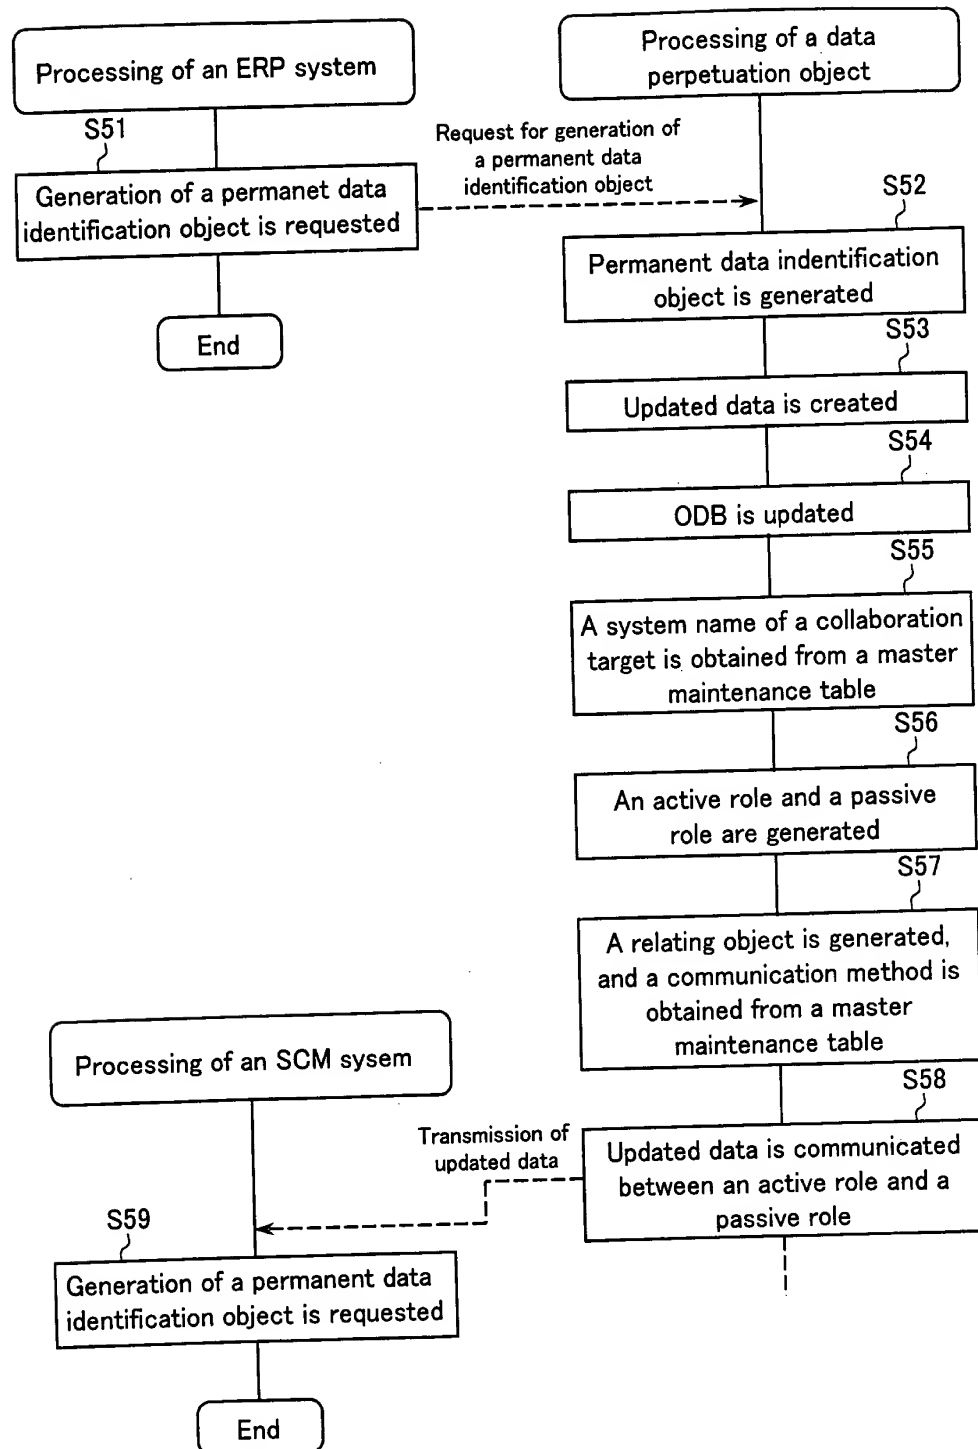 Processing of an ERP system
S51
Generation of a permanet data
identification object is requested
End
Request for generation of
a permanent data
identification object
Processing of a data
perpetuation object
S52
Permanent data indentification
object is generated
S53
Updated data is created
S54
ODB is updated
S55
A system name of a collaboration
target is obtained from a master
maintenance table
S56
An active role and a passive
role are generated
S57
A relating object is generated,
and a communication method is
obtained from a master
maintenance table
S58
Updated data is communicated
between an active role and a
passive role
Transmission of
updated data
Processing of an SCM sysem
S59
Generation of a permanent data
identification object is requested
End